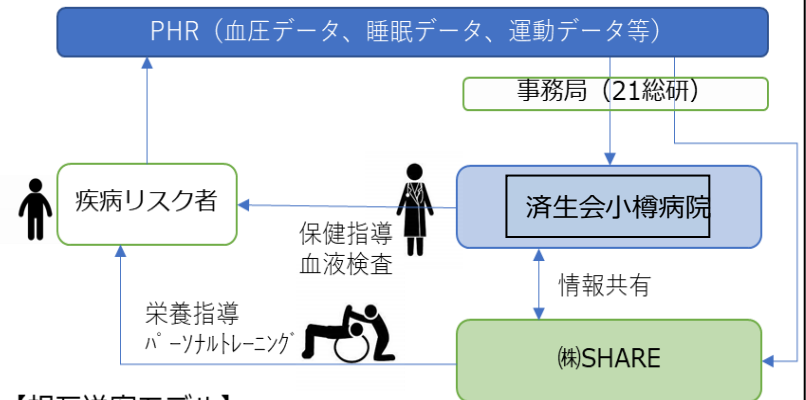 PHR（血圧データ、睡眠データ、運動データ等）
事務局（21総研）
疾病リスク者
済生会小樽病院
保健指導
血液検査
情報共有
栄養指導
ﾊﾟｰｿﾅﾙﾄﾚｰﾆﾝｸﾞ
㈱SHARE